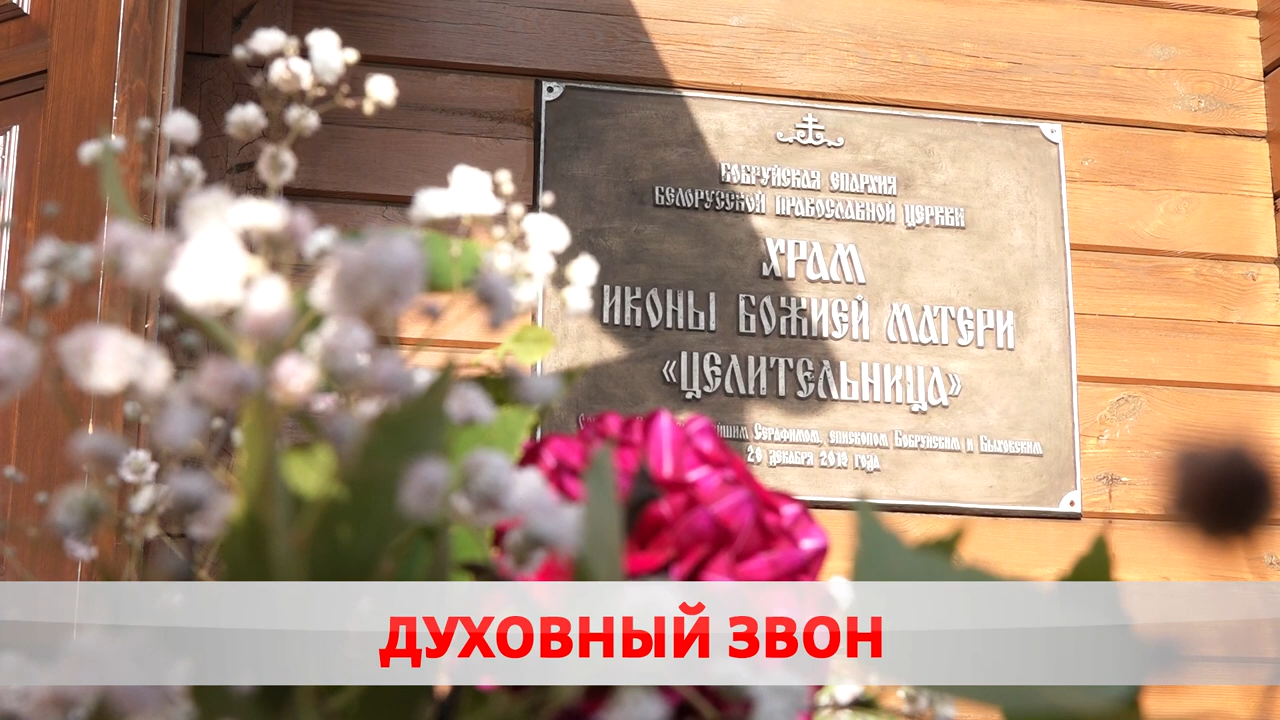 БОБРУЙСКАЯ ЕПАРХИЯ
БЕЛОРУССКОЙ ПРАВОСЛАВНОЙ ЦЕРКВИ
ХРАМ
ИКОНЫ БОЖИЕЙ МАТЕРИ
«ЦЕЛИТЕЛЬНИЦА»
Серафимом, епископом Бобруйским и Быховским
года
ДУХОВНЫЙ ЗВОН